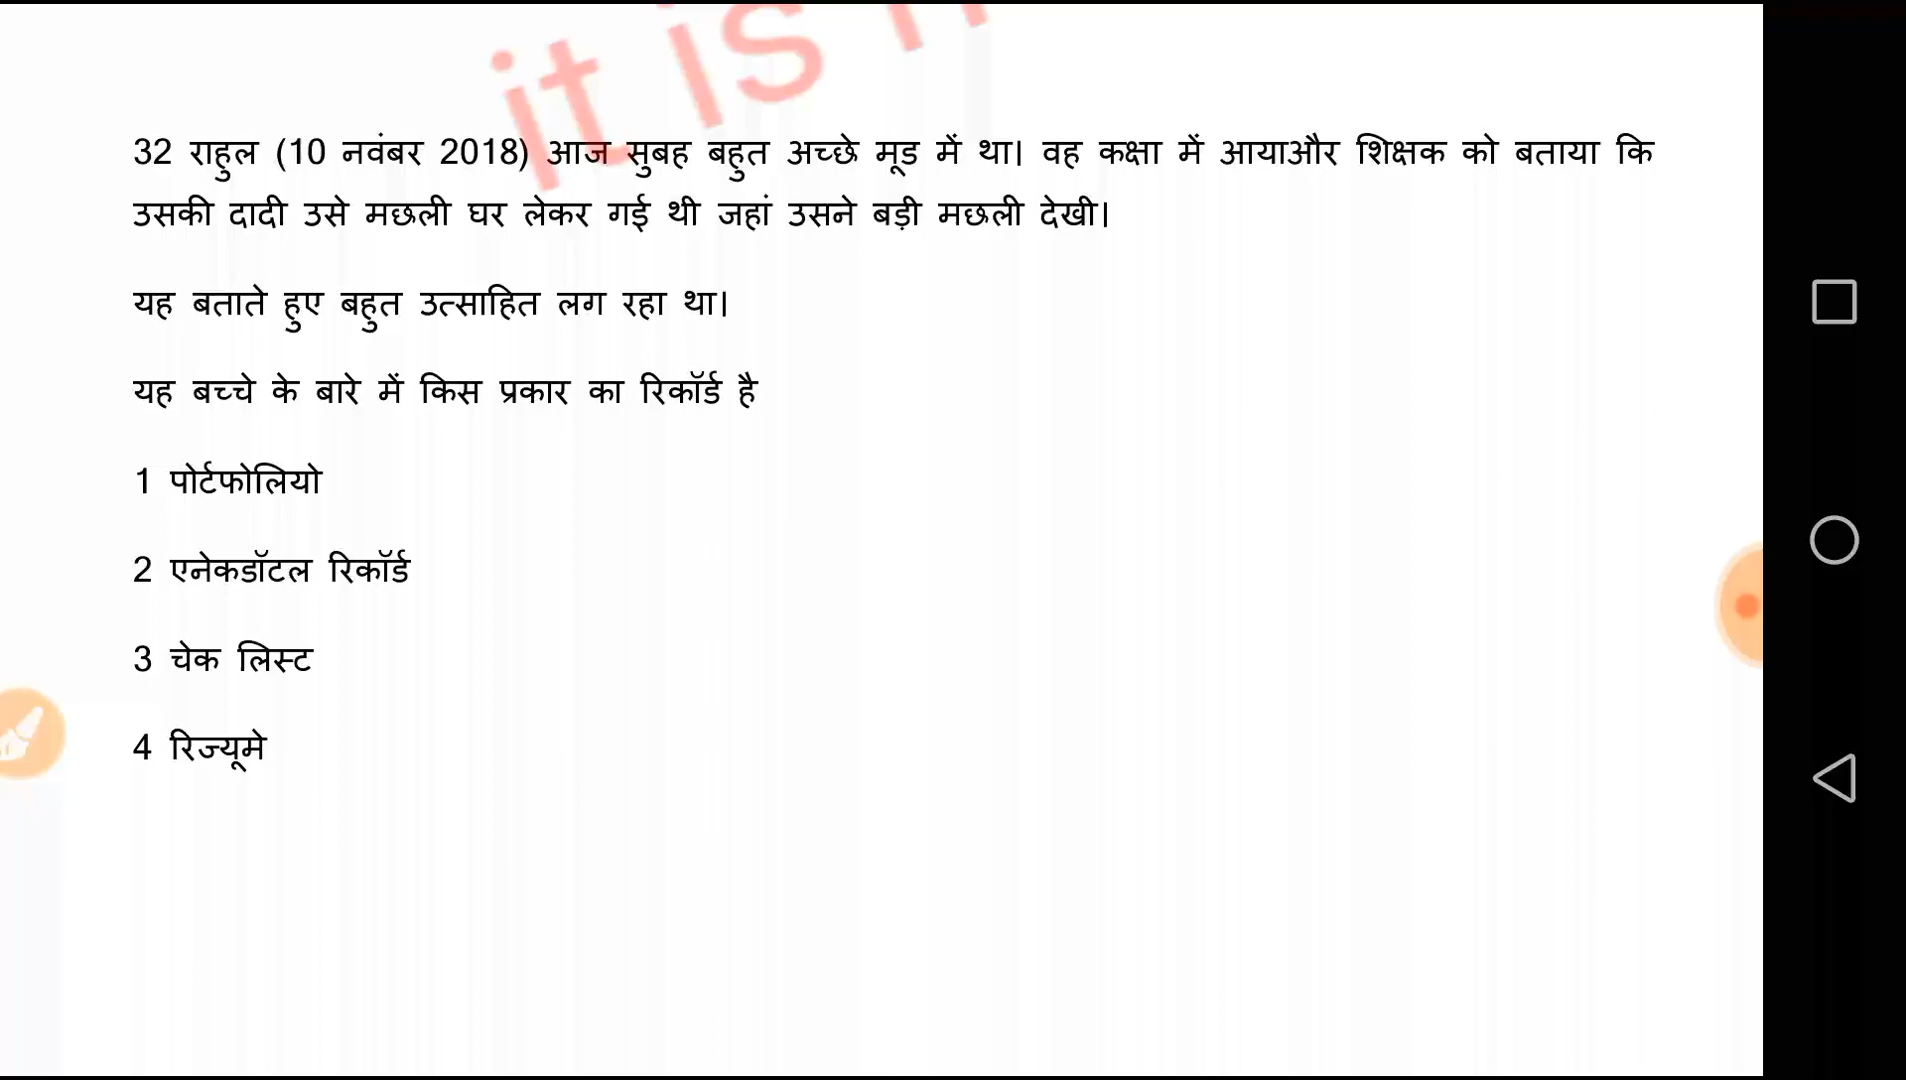 it is
32 राहुल (10 नवंबर 2018) आज सुबह बहुत अच्छे मूड में था। वह कक्षा में आयाऔर शिक्षक को बताया कि
उसकी दादी उसे मछली घर लेकर गई थी जहां उसने बड़ी मछली देखी।
यह बताते हुए बहुत उत्साहित लग रहा था।
यह बच्चे के बारे में किस प्रकार का रिकॉर्ड है
1 पोर्टफोलियो
2 एनेकडॉटल रिकॉर्ड
3 चेक लिस्ट
4 रिज्यूमे